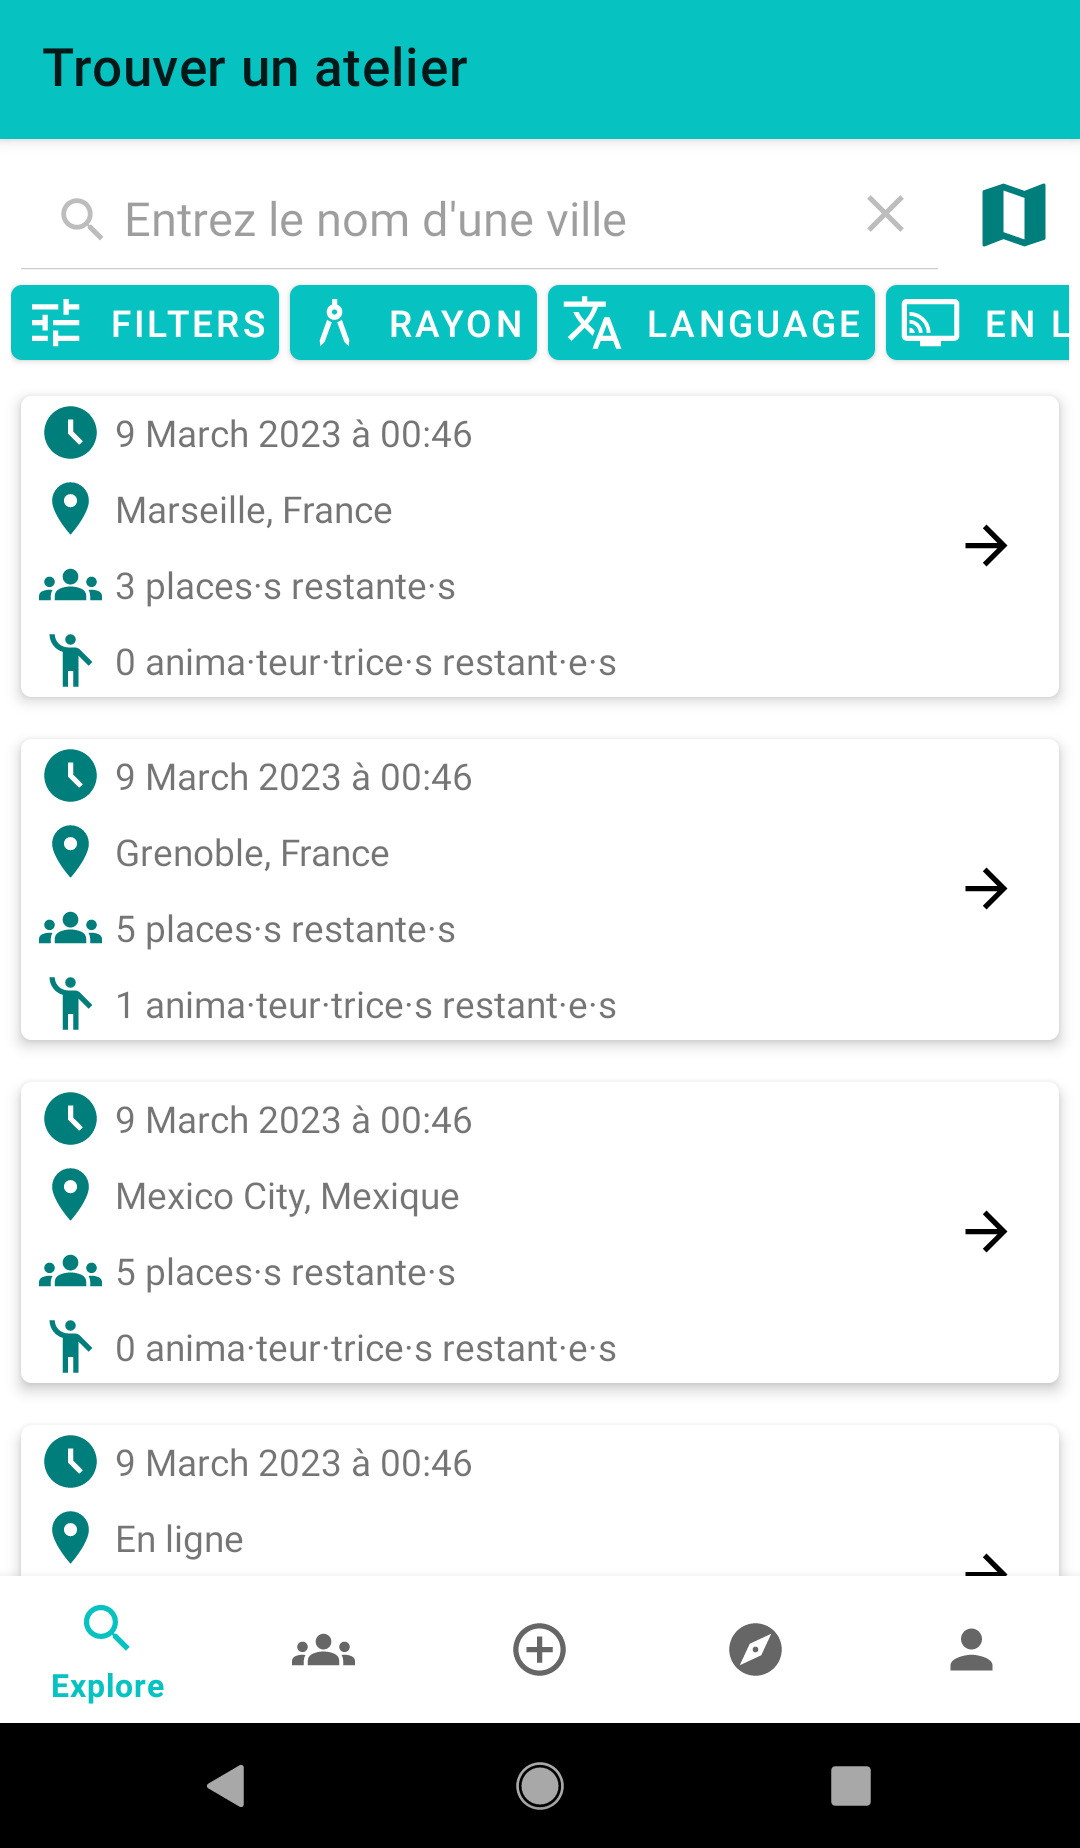 Trouver un atelier
Entrez le nom d'une ville
FILTERS RAYON LANGUAGE EN L
9 March 2023 à 00:46
Marseille, France
3 places·s restante·s
0 anima·teur·trice·s restant·e·s
9 March 2023 à 00:46
Grenoble, France
5 places·s restante·s
1 anima·teur·trice·s restant·e·s
9 March 2023 à 00:46
Mexico City, Mexique
5 places·s restante·s
0 anima·teur·trice·s restant·e·s
9 March 2023 à 00:46
En ligne
Explore